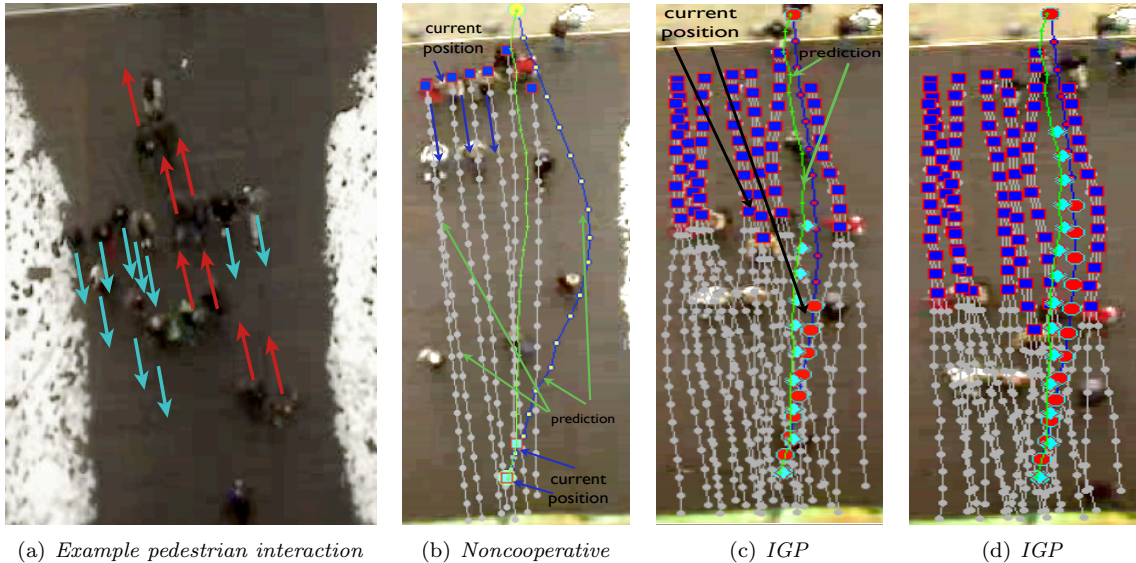 current
position
prediction
current
position
current
position
prediction
(a) Example pedestrian interaction
(b) Noncooperative
(c) IGP
(d) IGP